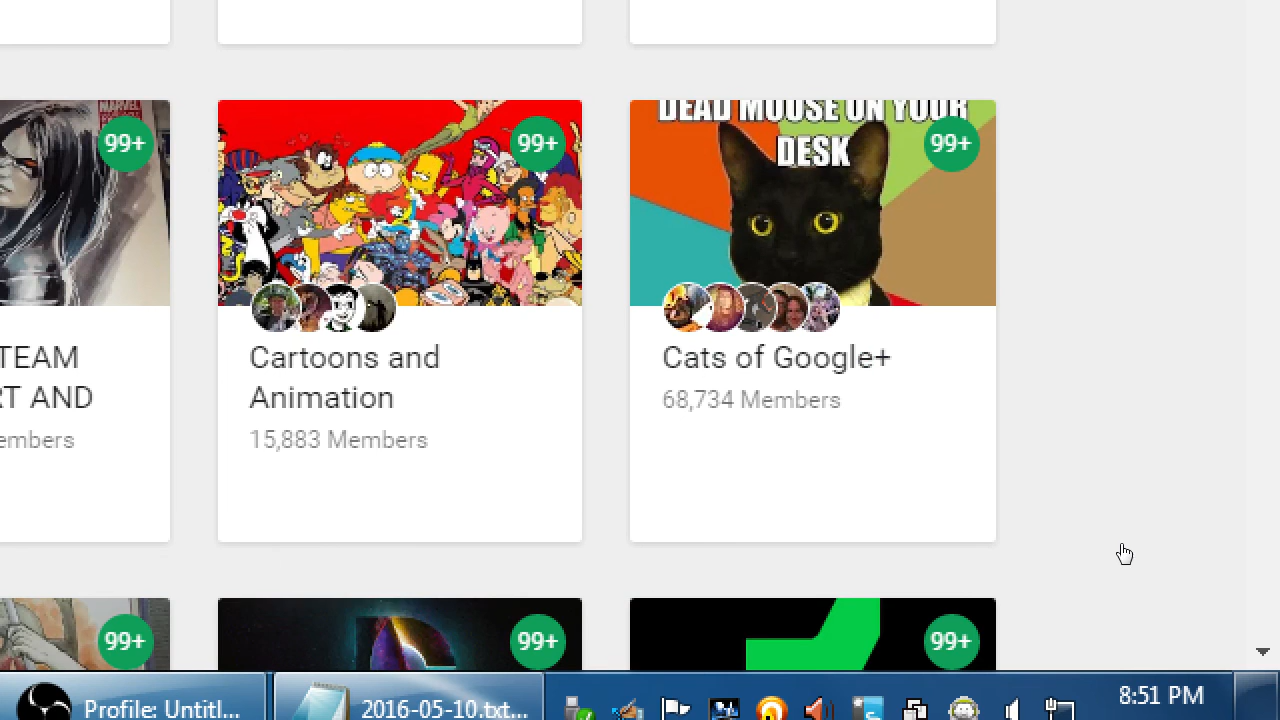 MARVEL
99+
99+
DEAD MOUSE ON YOUR
DESK
99+
TEAM
RT AND
embers
Cartoons and
Animation
15,883 Members
Cats of Google+
68,734 Members
99+
99+
99+
Profile: Untitl...
2016-05-10.txt...
8:51 PM